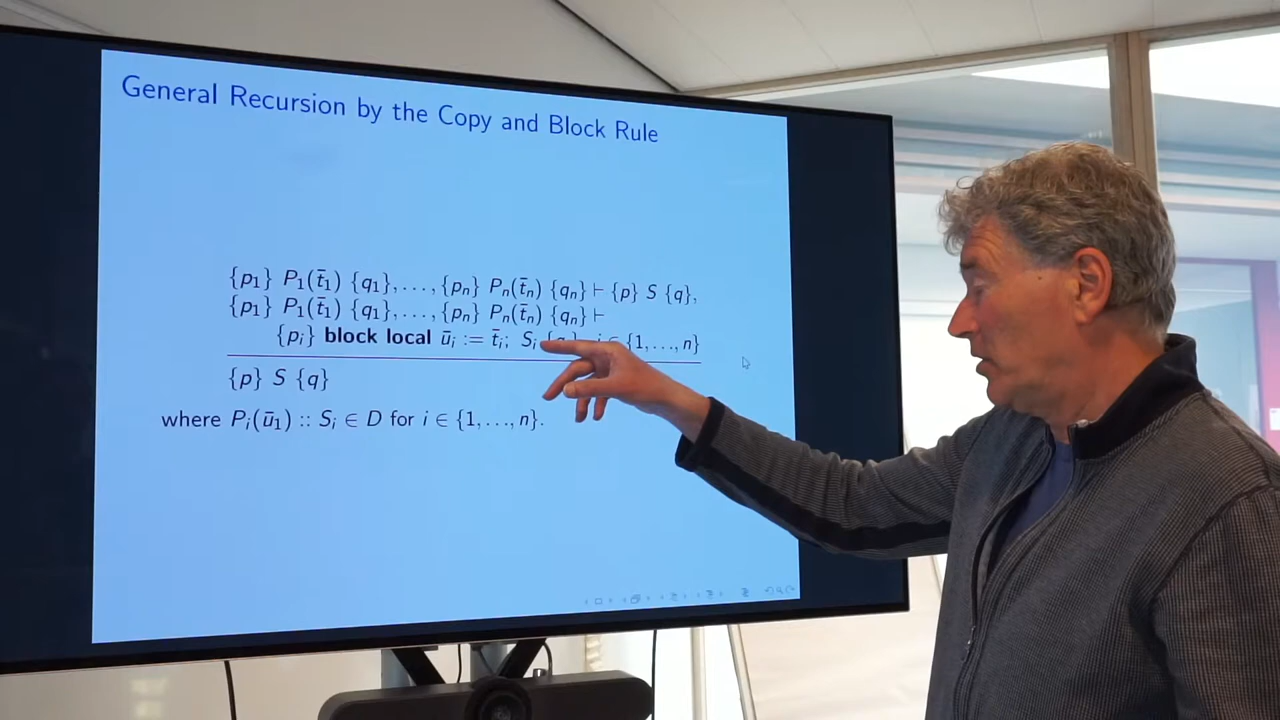 General Recursion by the Copy and Block Rule
{p₁} P₁(t̄₁) {q₁},...,{pₙ} Pₙ(t̄ₙ) {qₙ} ⊢ {p} S {q},
{p₁} P₁(t̄₁) {q₁},...,{pₙ} Pₙ(t̄ₙ) {qₙ} ⊢
{pᵢ} block local ūᵢ := t̄ᵢ; Sᵢ {1,...,n}
{p} S {q}
where Pᵢ(ū₁) :: Sᵢ ∈ D for i ∈ {1,...,n}.